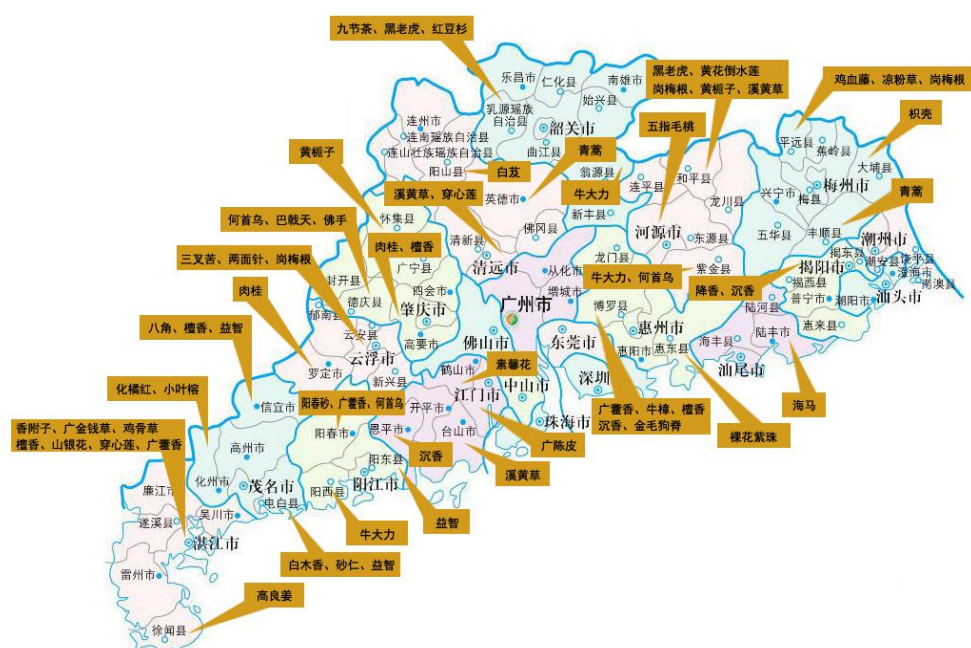 九节茶、黑老虎、红豆杉
黑老虎、黄花倒水莲
岗梅根、黄栀子、溪黄草
鸡血藤、凉粉草、岗梅根
枳壳
五指毛桃
青蒿
黄栀子
白芨
溪黄草、穿心莲
牛大力
青蒿
何首乌、巴戟天、佛手
肉桂、檀香
三叉苦、两面针、岗梅根
牛大力、何首乌
降香、沉香
肉桂
八角、檀香、益智
化橘红、小叶榕
素馨花
阳春砂、广藿香、何首乌
广藿香、牛樟、檀香
沉香、金毛狗脊
海马
香附子、广金钱草、鸡骨草
檀香、山银花、穿心莲、广藿香
裸花紫珠
广陈皮
沉香
溪黄草
益智
牛大力
白木香、砂仁、益智
高良姜
乐昌市
仁化县
南雄市
乳源瑶族
自治县
始兴县
韶关市
曲江县
翁源县
新丰县
连州市
连南瑶族自治县
连山壮族瑶族自治县
阳山县
英德市
佛冈县
清新县
清远市
连平县
和平县
龙川县
河源市
东源县
紫金县
平远县
蕉岭县
大埔县
兴宁市
梅县
梅州市
五华县
丰顺县
潮州市
潮安县
饶平县
揭东县
揭阳市
揭西县
普宁市
惠来县
澄海市
南澳县
潮阳市
汕头市
陆河县
陆丰市
海丰县
汕尾市
龙门县
博罗县
惠州市
惠阳市
惠东县
从化市
增城市
广州市
东莞市
深圳市
怀集县
广宁县
四会市
封开县
德庆县
肇庆市
高要市
郁南县
云安县
云浮市
罗定市
新兴县
佛山市
中山市
珠海市
鹤山市
江门市
开平市
恩平市
台山市
阳春市
阳东县
阳江市
阳西县
信宜市
高州市
化州市
茂名市
电白县
廉江市
遂溪县
吴川市
湛江市
雷州市
徐闻县